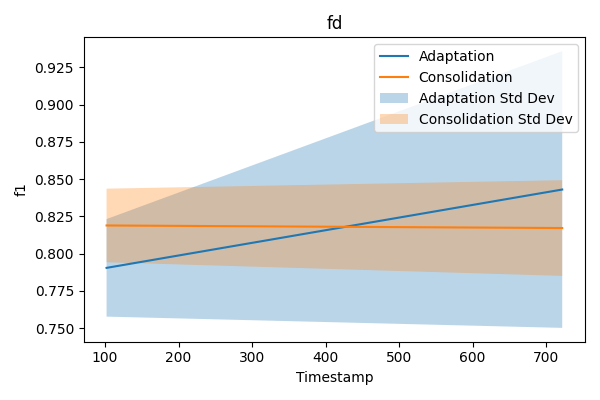 fd
Adaptation
Consolidation
Adaptation Std Dev
Consolidation Std Dev
f1
0.925
0.900
0.875
0.850
0.825
0.800
0.775
0.750
100 200 300 400 500 600 700
Timestamp